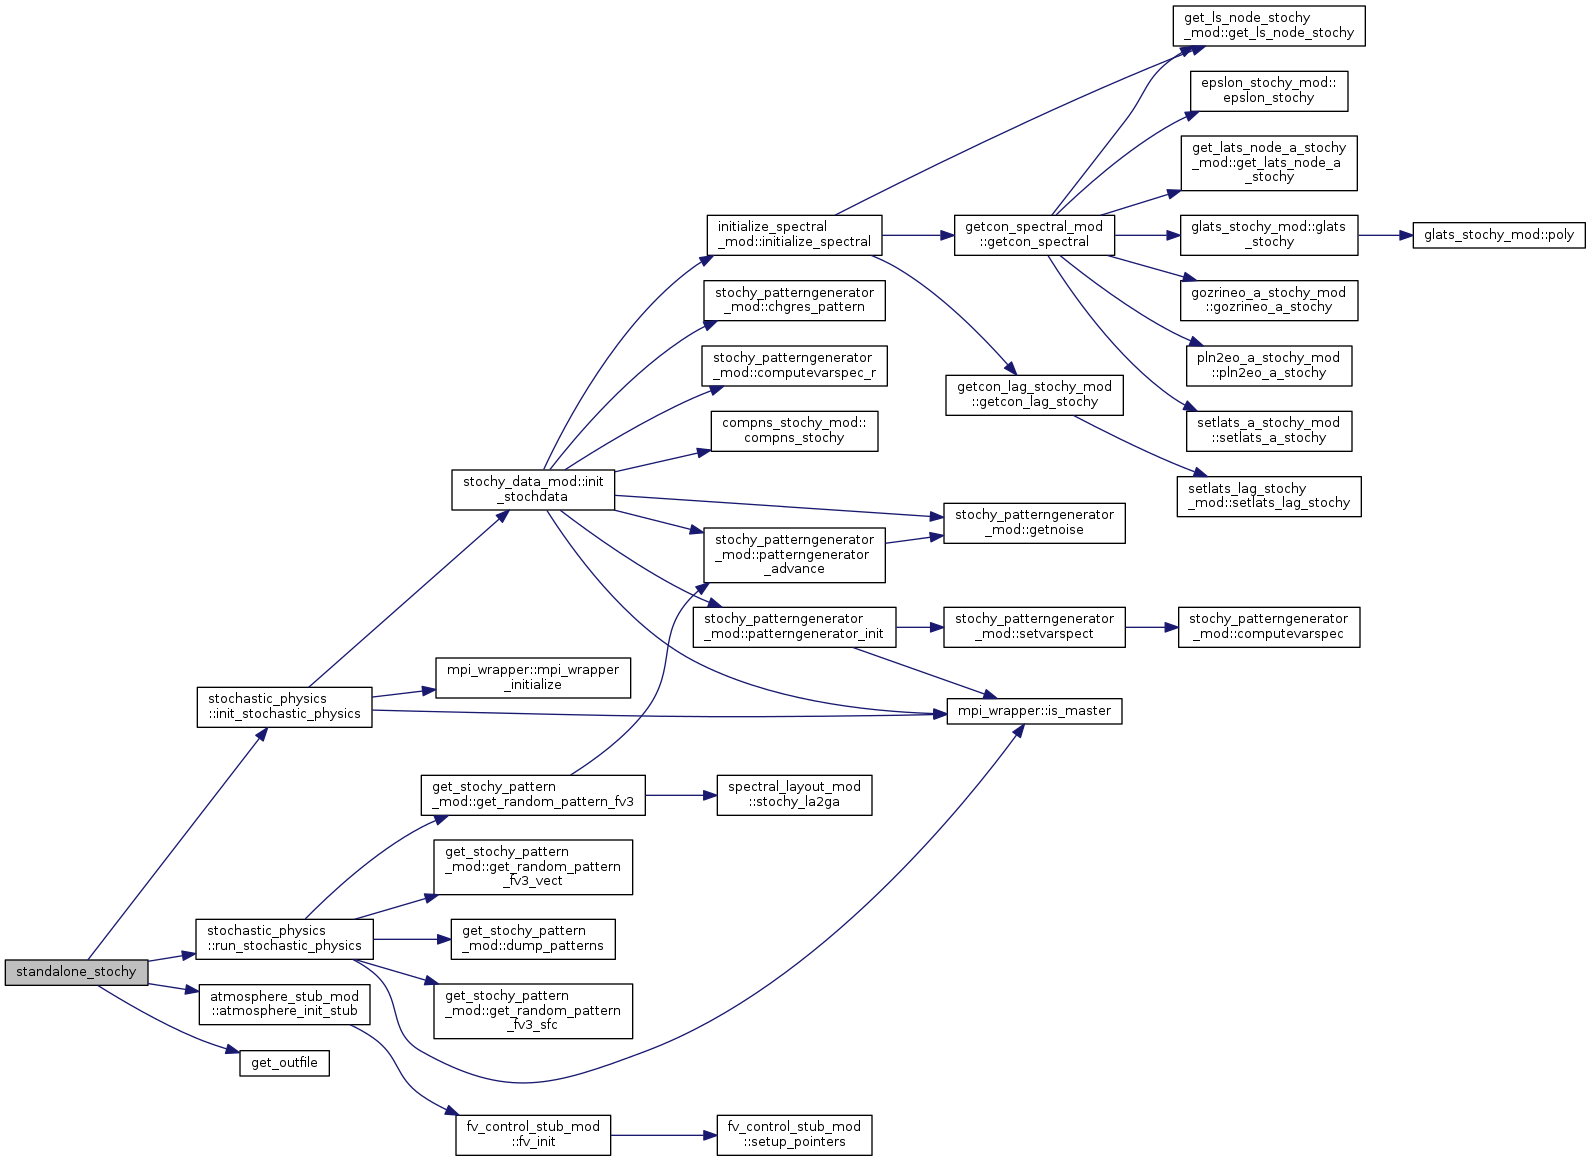 get_ls_node_stochy
_mod::get_ls_node_stochy
epslon_stochy_mod::
epslon_stochy
get_lats_node_a_stochy
_mod::get_lats_node_a
_stochy
initialize_spectral
_mod::initialize_spectral
getcon_spectral_mod
::getcon_spectral
glats_stochy_mod::glats
_stochy
glats_stochy_mod::poly
stochy_patterngenerator
_mod::chgres_pattern
gozrineo_a_stochy_mod
::gozrineo_a_stochy
stochy_patterngenerator
_mod::computevarspec_r
pln2eo_a_stochy_mod
::pln2eo_a_stochy
getcon_lag_stochy_mod
::getcon_lag_stochy
compns_stochy_mod::
compns_stochy
setlats_a_stochy_mod
::setlats_a_stochy
stochy_data_mod::init
_stochdata
setlats_lag_stochy
_mod::setlats_lag_stochy
stochy_patterngenerator
_mod::getnoise
stochy_patterngenerator
_mod::patterngenerator
_advance
stochy_patterngenerator
_mod::patterngenerator_init
stochy_patterngenerator
_mod::setvarspect
stochy_patterngenerator
_mod::computevarspec
mpi_wrapper::mpi_wrapper
_initialize
stochastic_physics
::init_stochastic_physics
mpi_wrapper::is_master
get_stochy_pattern
_mod::get_random_pattern_fv3
spectral_layout_mod
::stochy_la2ga
get_stochy_pattern
_mod::get_random_pattern
_fv3_vect
stochastic_physics
::run_stochastic_physics
get_stochy_pattern
_mod::dump_patterns
standalone_stochy
atmosphere_stub_mod
::atmosphere_init_stub
get_stochy_pattern
_mod::get_random_pattern
_fv3_sfc
get_outfile
fv_control_stub_mod
::fv_init
fv_control_stub_mod
::setup_pointers